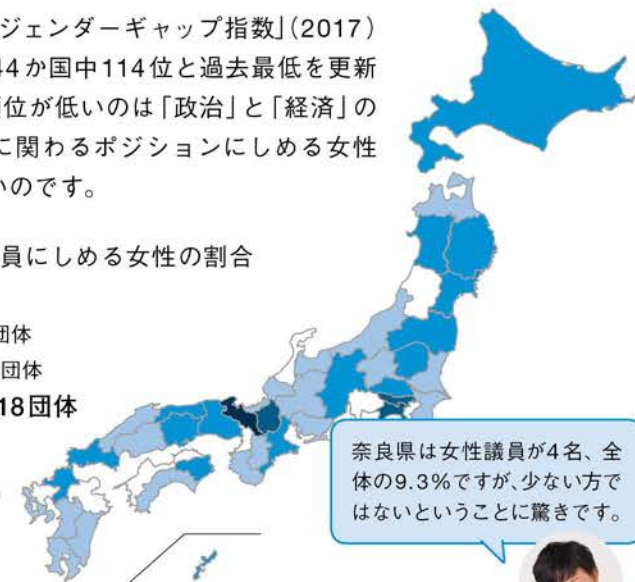 ジェンダーギャップ指数」(2017)
44か国中114位と過去最低を更新
位が低いのは「政治」と「経済」の
に関わるポジションにしめる女性
いのです。
員にしめる女性の割合
団体
団体
18団体
奈良県は女性議員が4名、全
体の9.3%ですが、少ない方で
はないということに驚きです。